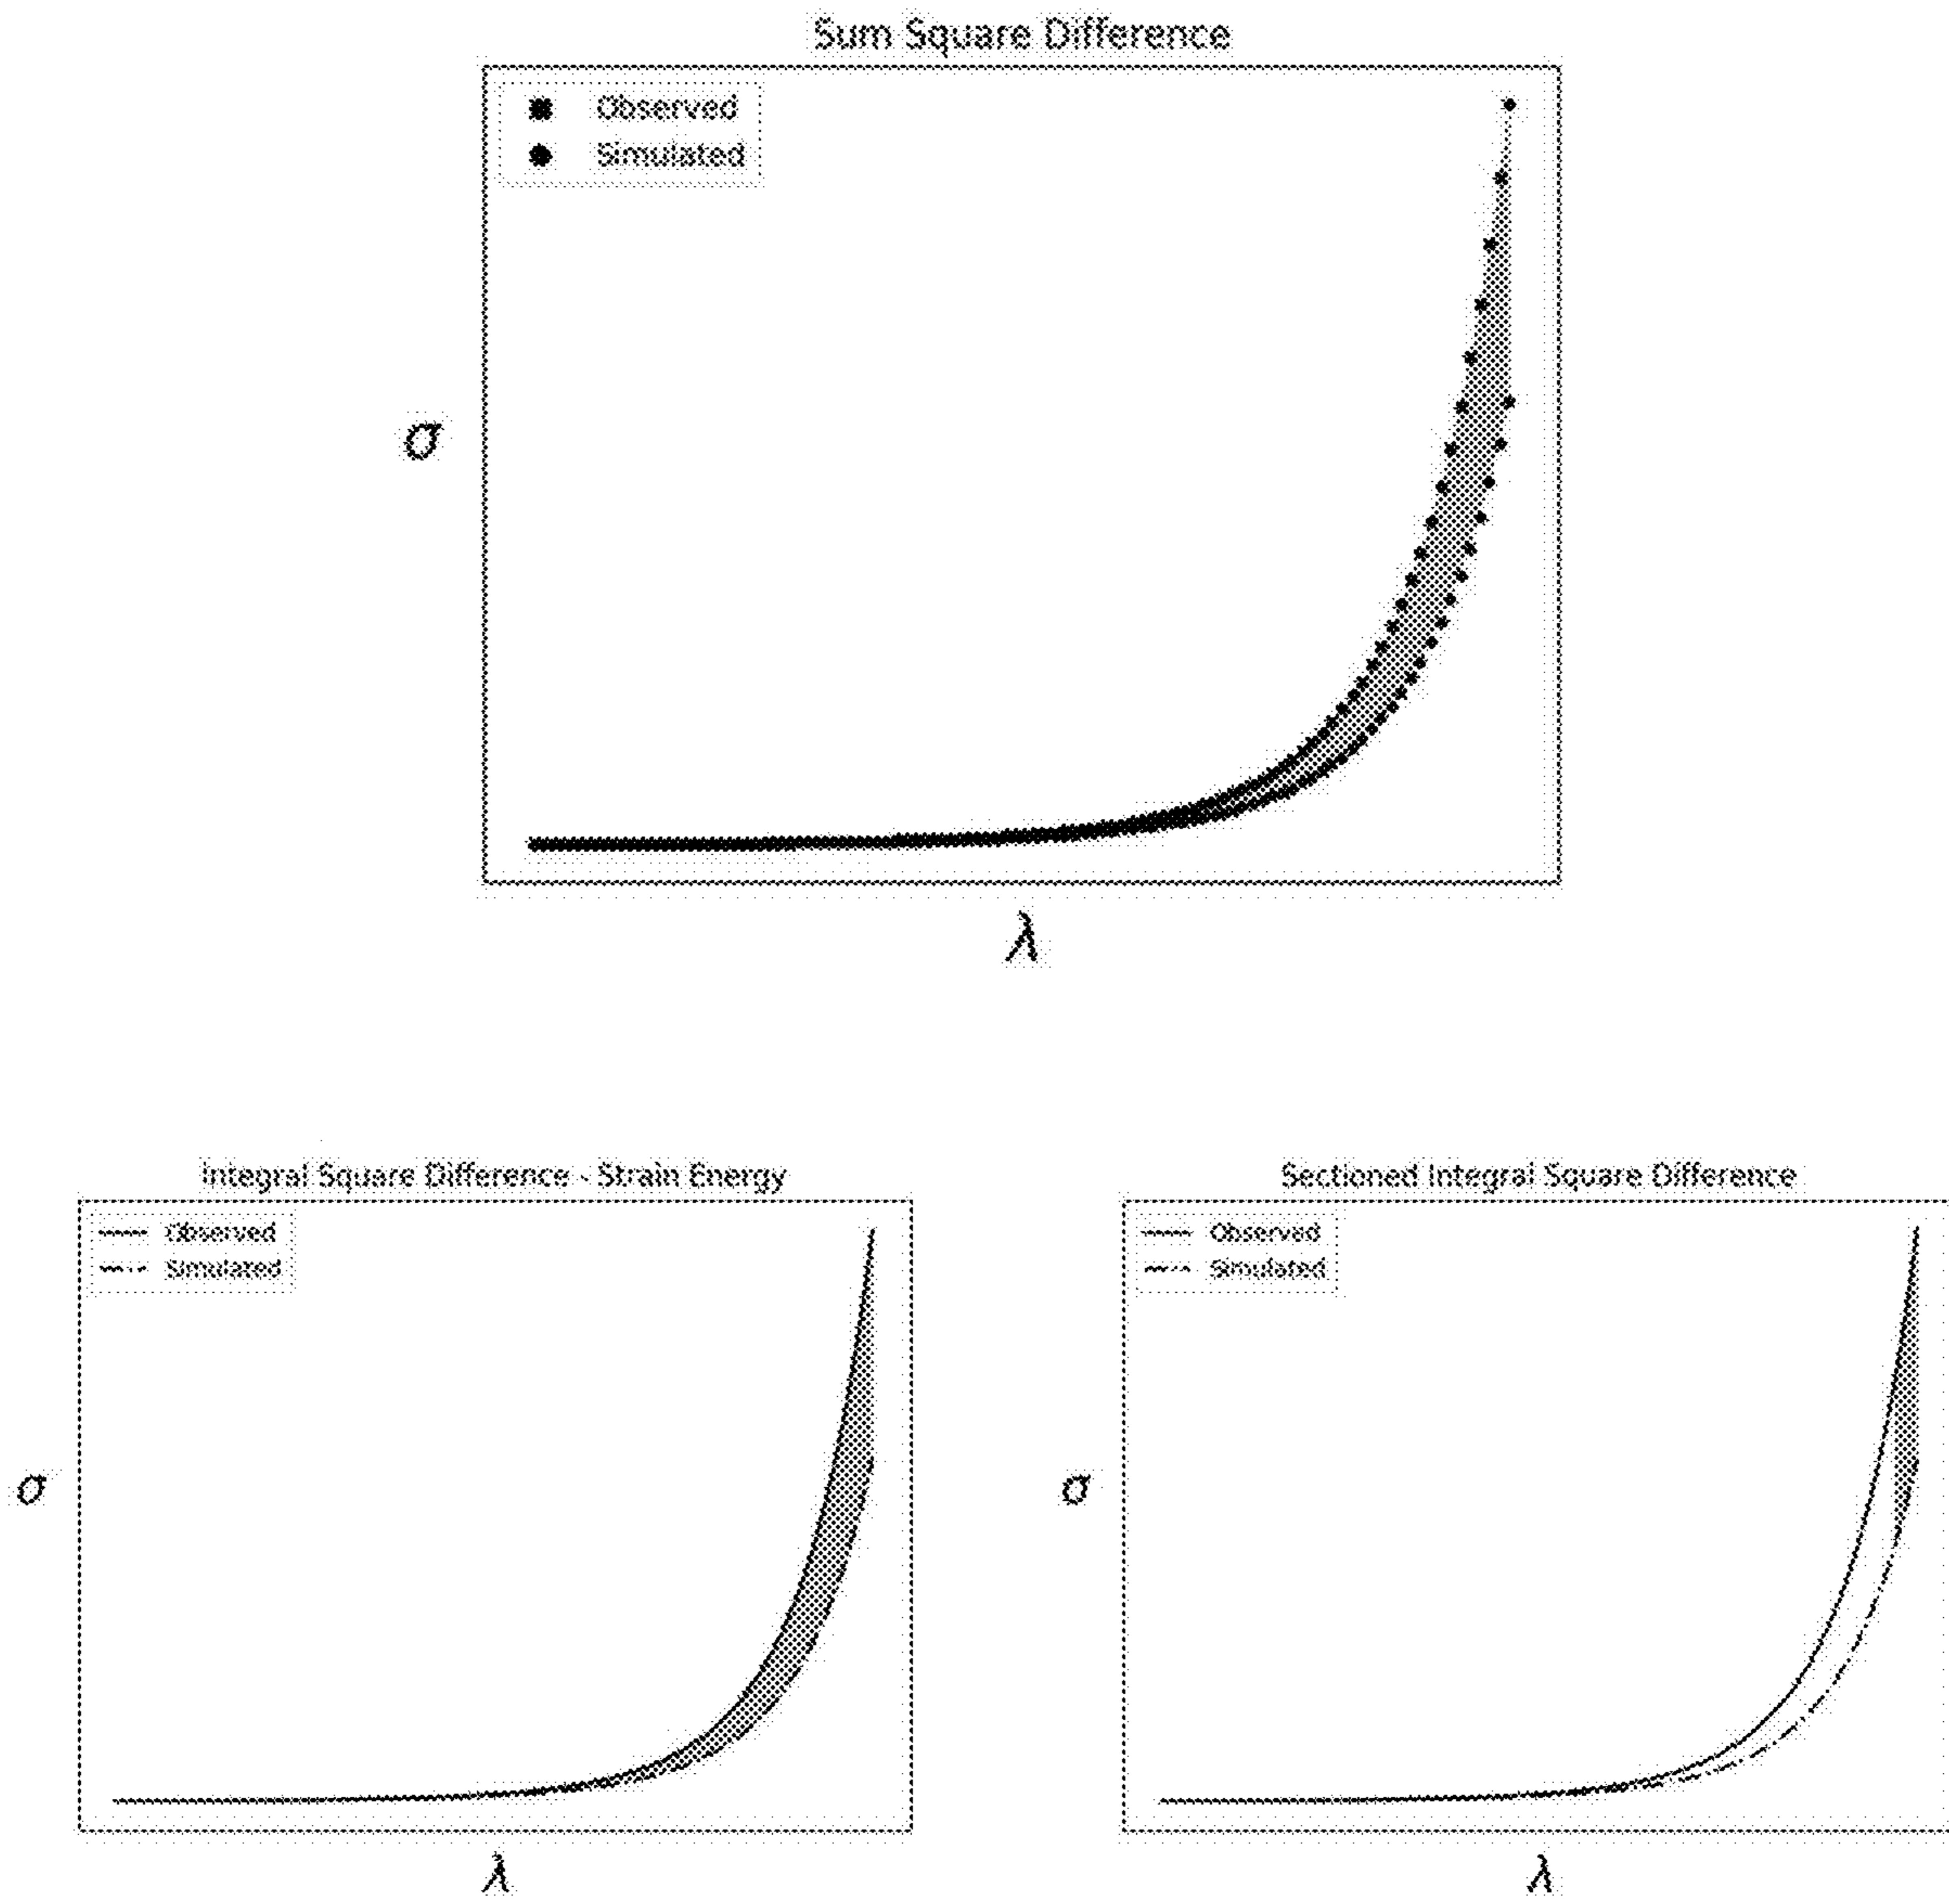 Sum Square Difference
Observed
Simulated
σ
λ
Integral Square Difference - Strain Energy
Observed
Simulated
σ
λ
Sectioned Integral Square Difference
Observed
Simulated
σ
λ